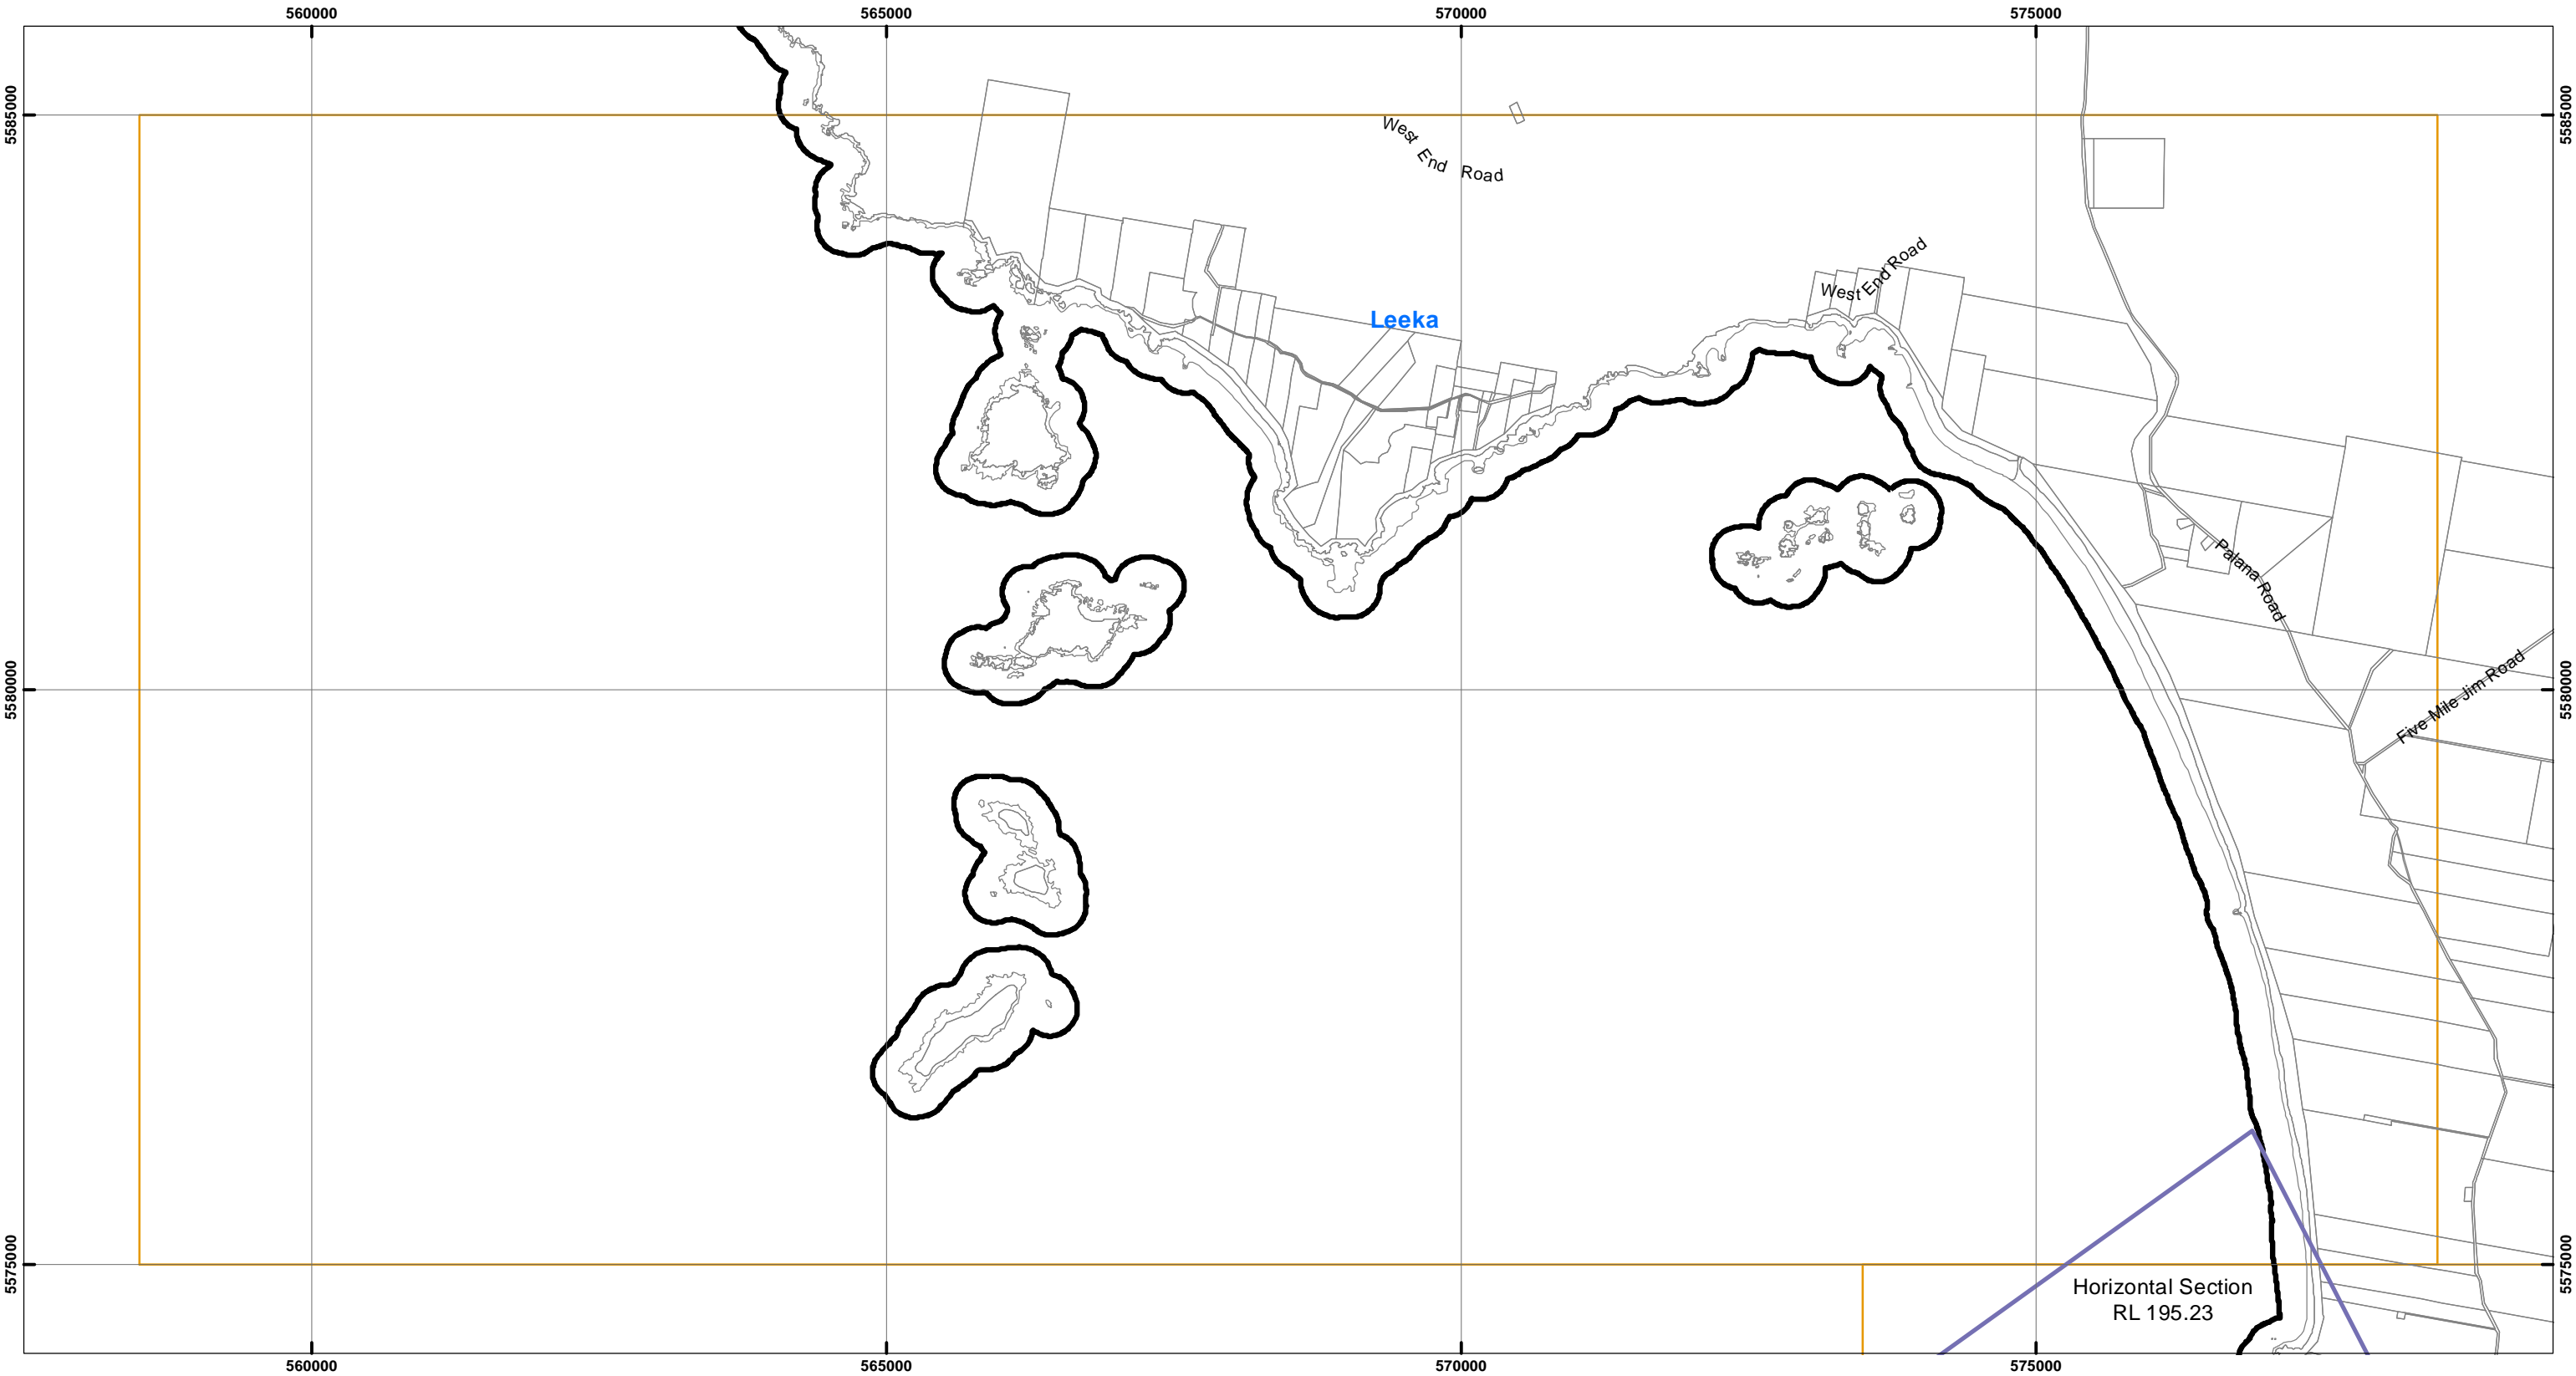 560000
565000
570000
575000
5585000
5585000
West End Road
West End Road
Leeka
Palana Road
5580000
5580000
Five Mile Jim Road
5575000
5575000
Horizontal Section
RL 195.23
560000
565000
570000
575000